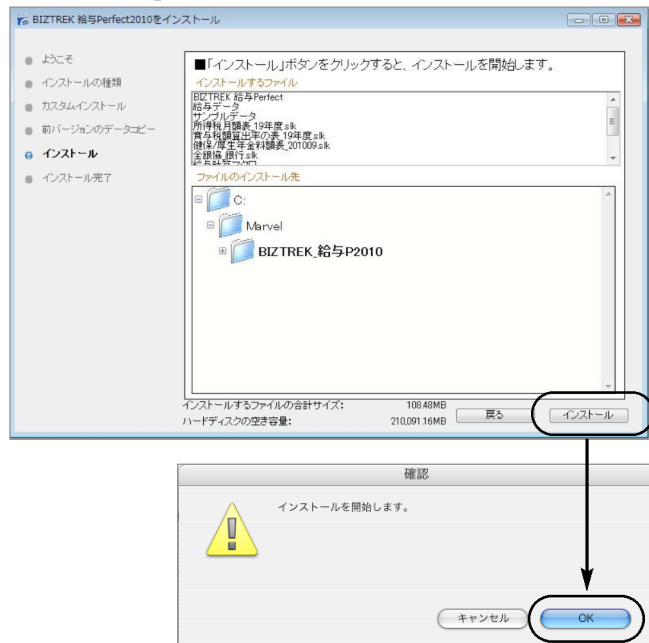 BIZTREK 給与Perfect2010をインストール
ようこそ
インストールの種類
カスタムインストール
前バージョンのデータコピー
インストール
インストール完了
■「インストール」ボタンをクリックすると、インストールを開始します。
インストールするファイル
BIZTREK 給与Perfect
給与データ
サンプルデータ
所得税月額表_19年度.slk
賞与税額算出率の表_19年度.slk
健保/厚生年金料額表_201009.slk
全銀協_銀行.slk
給与計算マクロ
ファイルのインストール先
C:
Marvel
BIZTREK_給与P2010
インストールするファイルの合計サイズ: 108.48MB
ハードディスクの空き容量: 210,091.16MB
戻る
インストール
確認
インストールを開始します。
キャンセル
OK